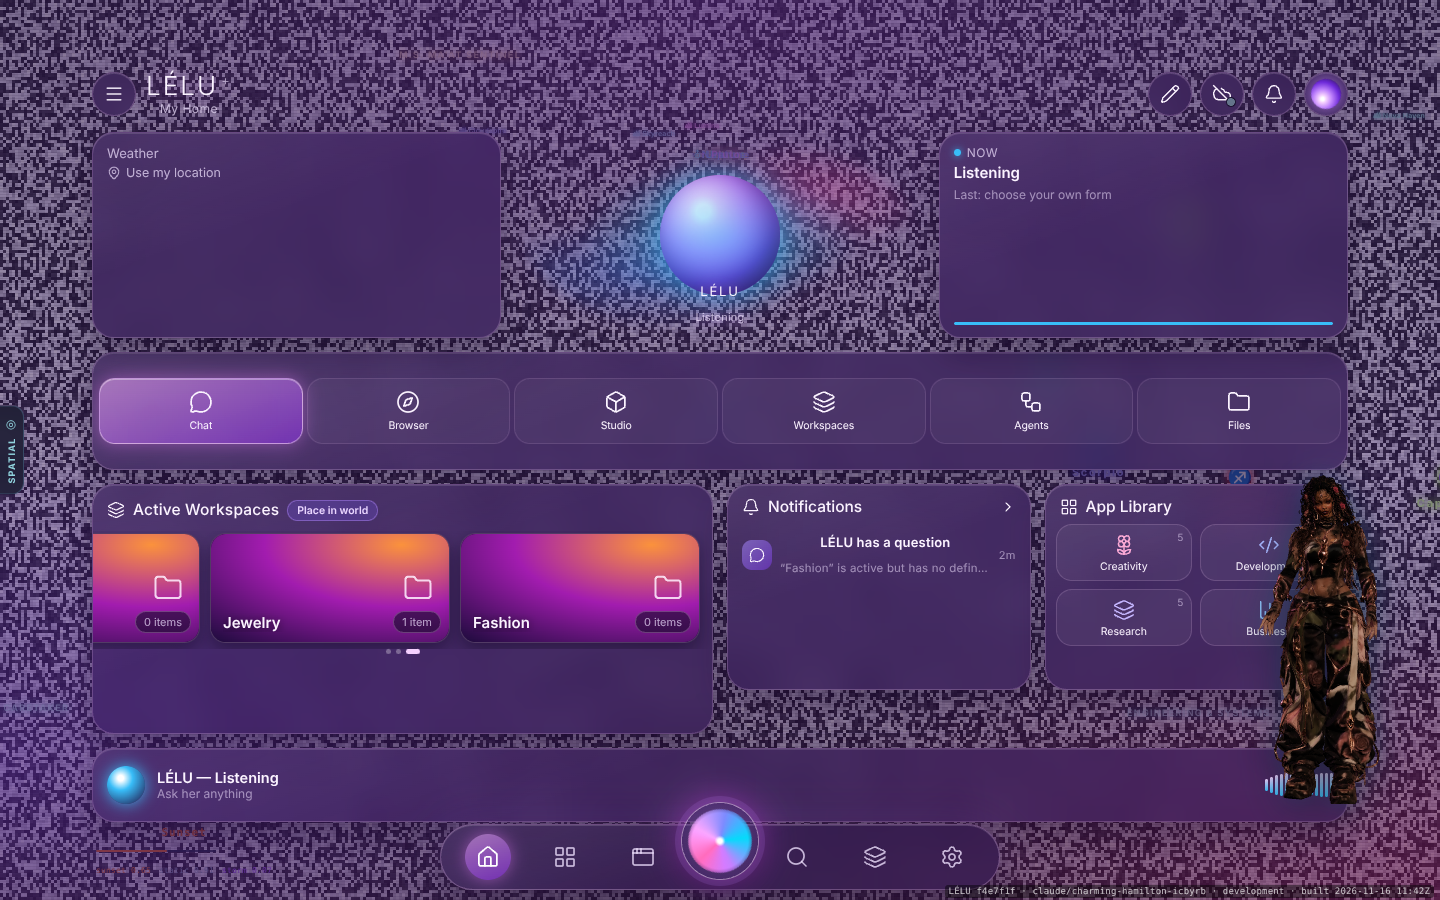 LÉLU
My Home
Weather
Use my location
LÉLU
Listening
NOW
Listening
Last: choose your own form
SPATIAL
Chat
Browser
Studio
Workspaces
Agents
Files
Active Workspaces
Place in world
0 items
Jewelry
1 item
Fashion
0 items
Notifications
LÉLU has a question
2m
“Fashion” is active but has no defin...
App Library
5
Creativity
Developm
5
Research
LÉLU — Listening
Ask her anything
LÉLU f4e7f1f · claude/charming-hamilton-icbyrb · development · built 2026-11-16 11:42Z